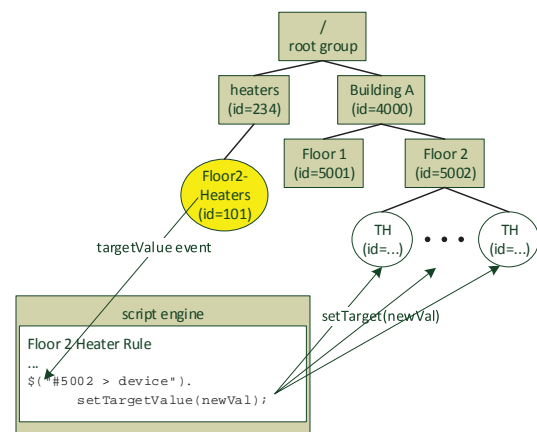 /
root group
heaters
(id=234)
Building A
(id=4000)
Floor 1
(id=5001)
Floor 2
(id=5002)
Floor2-
Heaters
(id=101)
TH
(id=...)
• • •
TH
(id=...)
targetValue event
setTarget(newVal)
script engine
Floor 2 Heater Rule
...
$("#5002 > device").
setTargetValue(newVal);